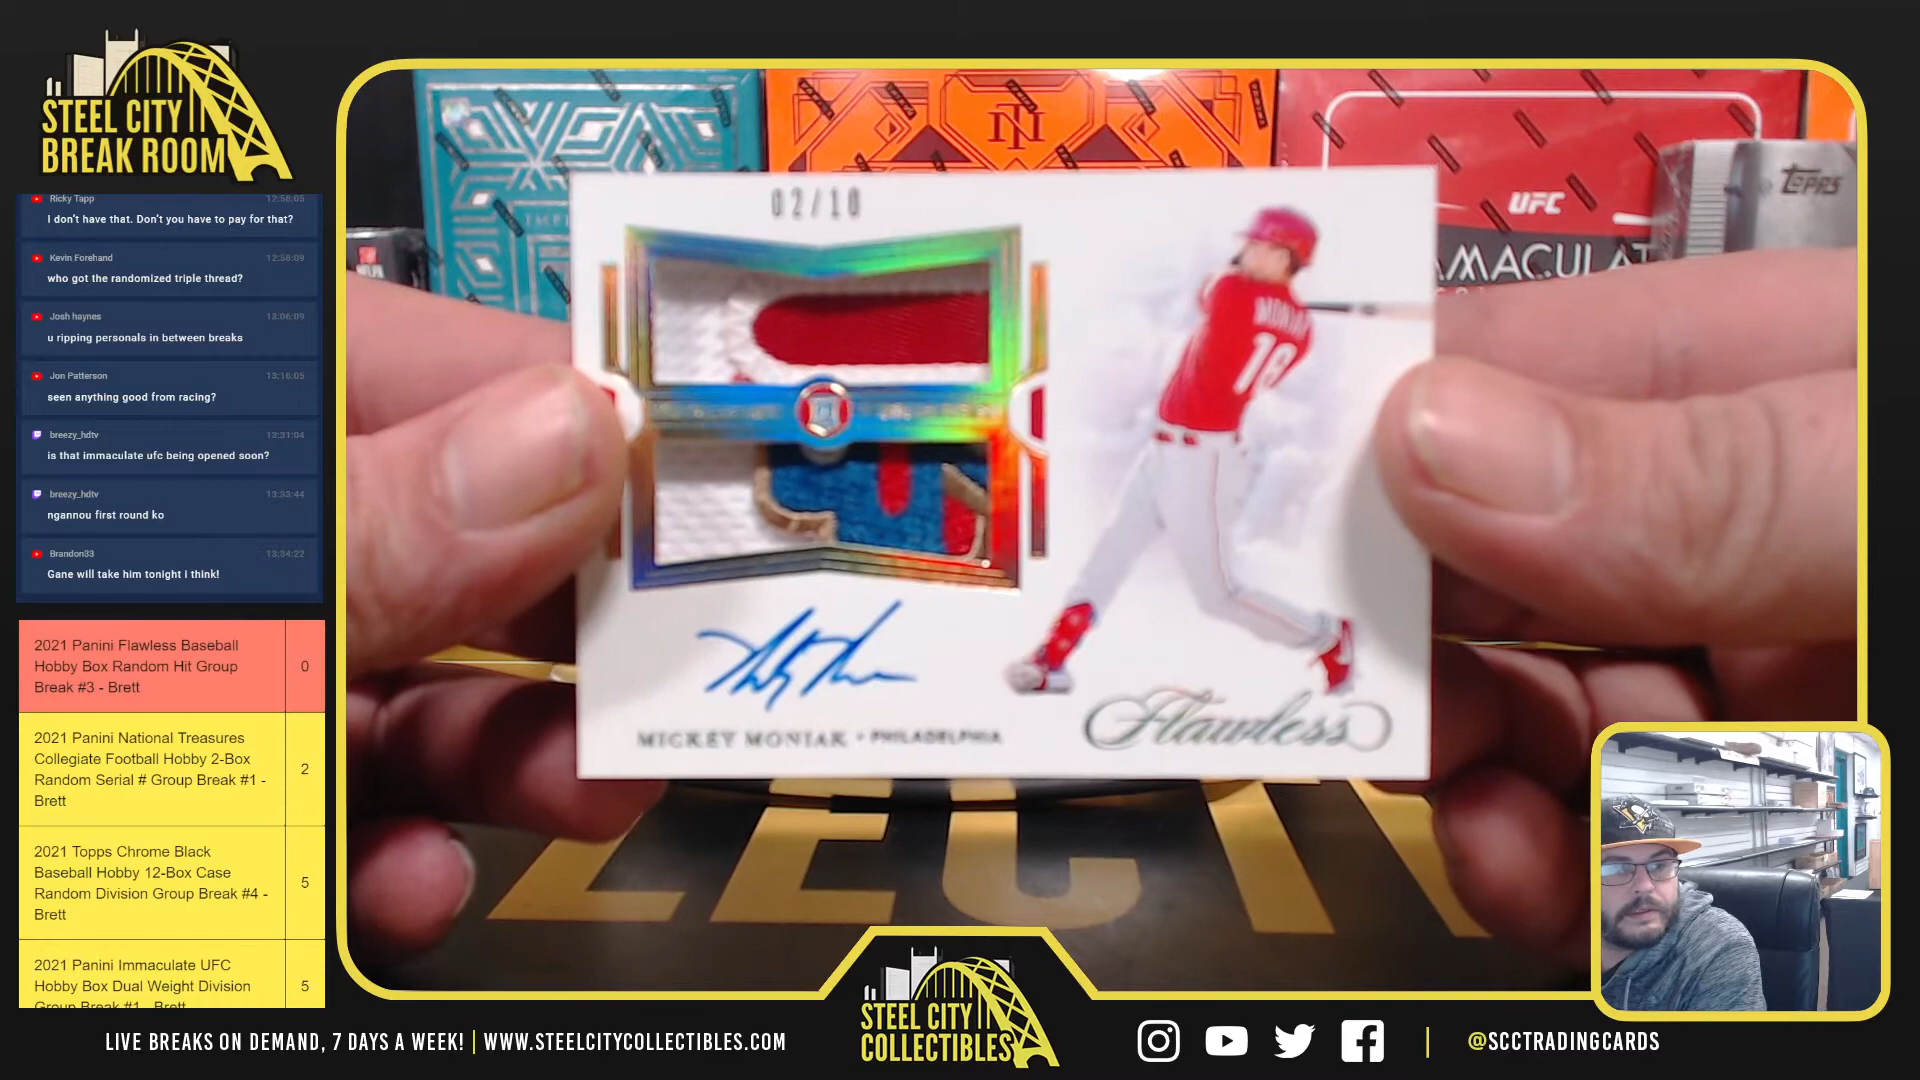 STEEL CITY
BREAK ROOM
Ricky Tapp 12:58:05
I don't have that. Don't you have to pay for that?
Kevin Forehand 12:58:09
who got the randomized triple thread?
Josh haynes 13:06:09
u ripping personals in between breaks
Jon Patterson 13:16:05
seen anything good from racing?
breezy_hdtv 13:31:04
is that immaculate ufc being opened soon?
breezy_hdtv 13:33:44
ngannou first round ko
Brandon33 13:34:22
Gane will take him tonight I think!
2021 Panini Flawless Baseball
Hobby Box Random Hit Group
Break #3 - Brett
0
2021 Panini National Treasures
Collegiate Football Hobby 2-Box
Random Serial # Group Break #1 -
Brett
2
2021 Topps Chrome Black
Baseball Hobby 12-Box Case
Random Division Group Break #4 -
Brett
5
2021 Panini Immaculate UFC
Hobby Box Dual Weight Division
Group Break #1 - Brett
5
UFC
TOPPS
02/10
18
MICKEY MONIAK • PHILADELPHIA
Flawless
STEEL CITY
COLLECTIBLES
LIVE BREAKS ON DEMAND, 7 DAYS A WEEK! | WWW.STEELCITYCOLLECTIBLES.COM
@SCCTRADINGCARDS